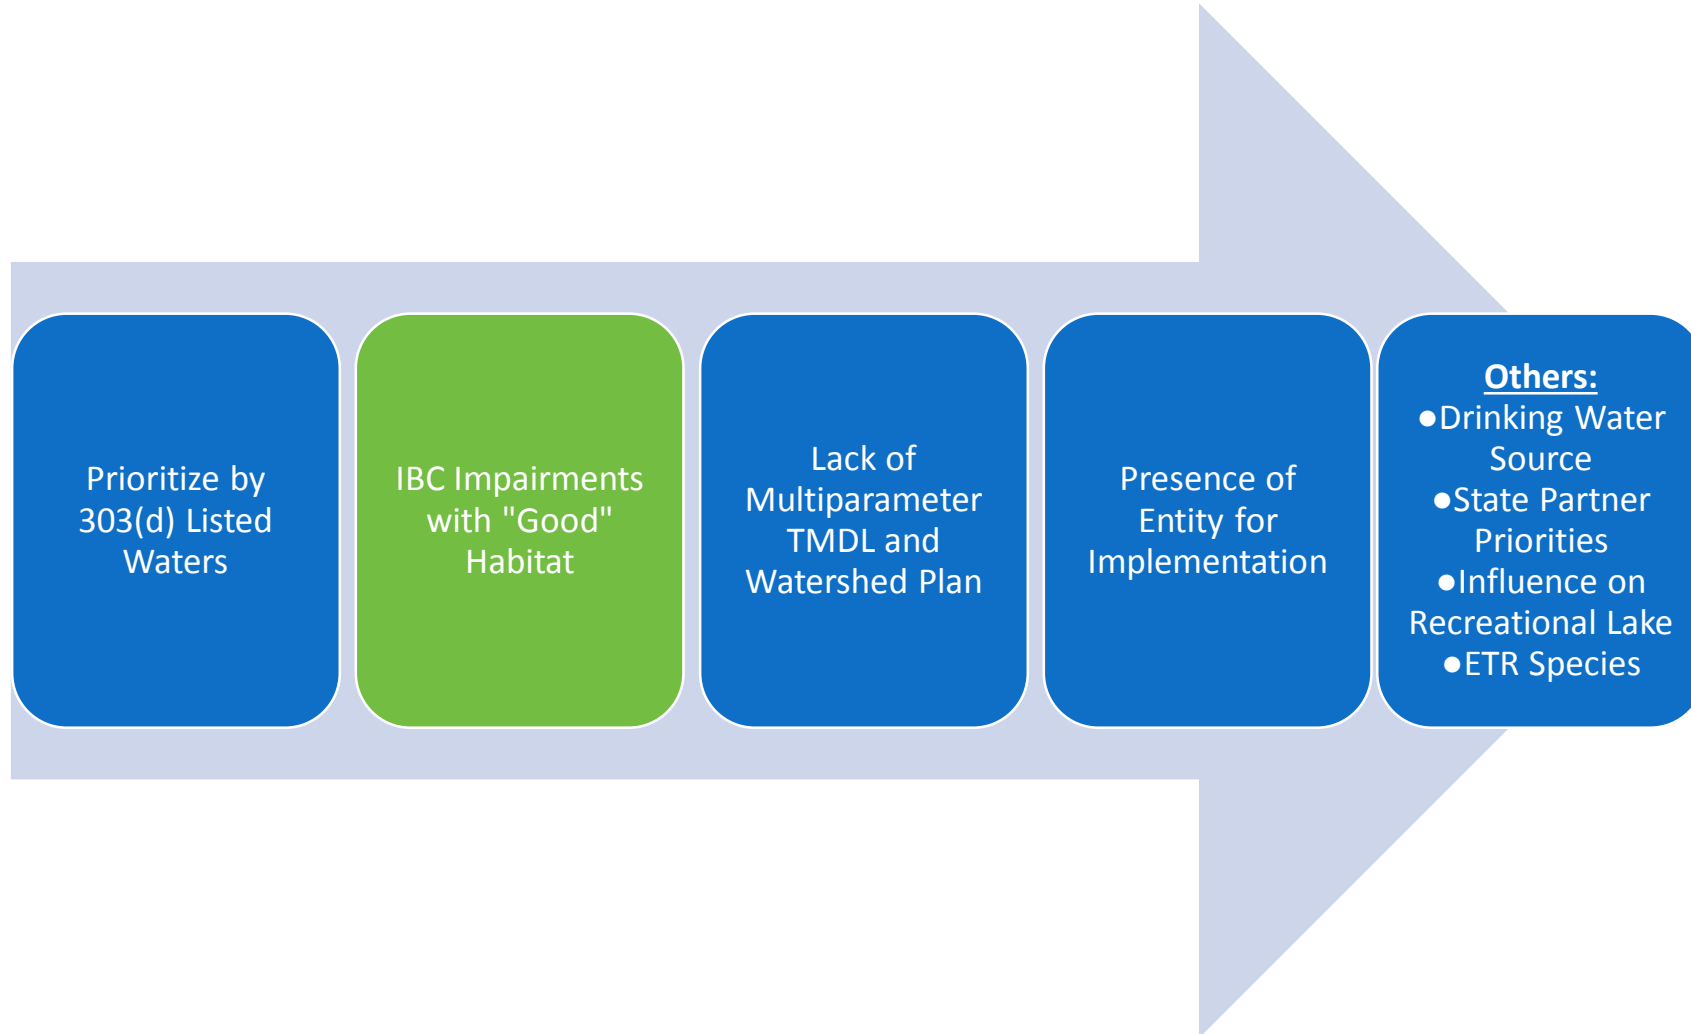 Prioritize by
303(d) Listed
Waters
IBC Impairments
with "Good"
Habitat
Lack of
Multiparameter
TMDL and
Watershed Plan
Presence of
Entity for
Implementation
Others:
●Drinking Water
Source
●State Partner
Priorities
●Influence on
Recreational Lake
●ETR Species